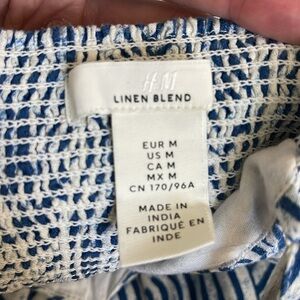 H&M
LINEN BLEND
EUR M
US M
CA M
MX M
CN 170/96A
MADE IN
INDIA
FABRIQUÉ EN
INDE